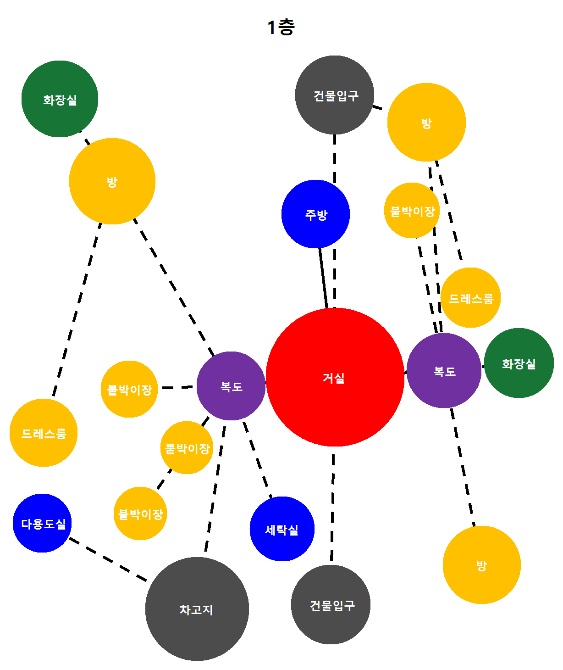 1층
화장실
건물입구
방
방
주방
붙박이장
드레스룸
화장실
거실
복도
복도
붙박이장
드레스룸
붙박이장
붙박이장
다용도실
세탁실
방
차고지
건물입구